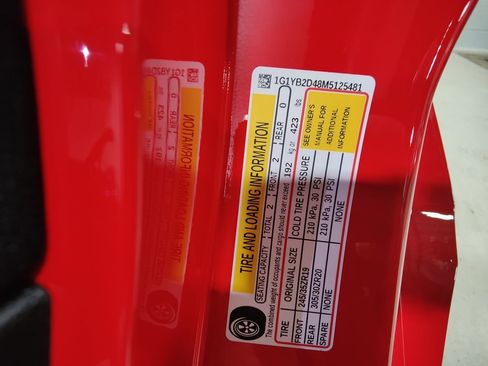 1G1YB2D48M5125481
TIRE AND LOADING INFORMATION
SEATING CAPACITY TOTAL 2 FRONT 2 REAR 0
The combined weight of occupants and cargo should never exceed 192 kg or 423 lbs
TIRE ORIGINAL SIZE COLD TIRE PRESSURE
FRONT 245/35ZR19 210 kPa, 30 PSI
REAR 305/30ZR20 210 kPa, 30 PSI
SPARE NONE NONE
SEE OWNER'S
MANUAL FOR
ADDITIONAL
INFORMATION